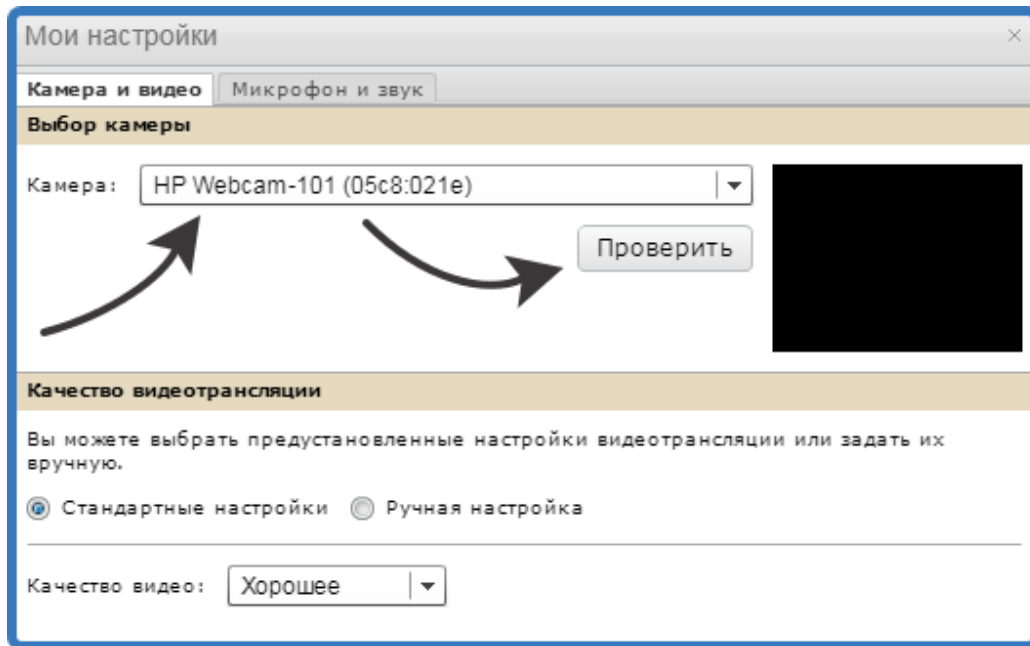 Мои настройки
Камера и видео
Микрофон и звук
Выбор камеры
Камера:
HP Webcam-101 (05c8:021e)
Проверить
Качество видеотрансляции
Вы можете выбрать предустановленные настройки видеотрансляции или задать их
вручную.
Стандартные настройки
Ручная настройка
Качество видео:
Хорошее